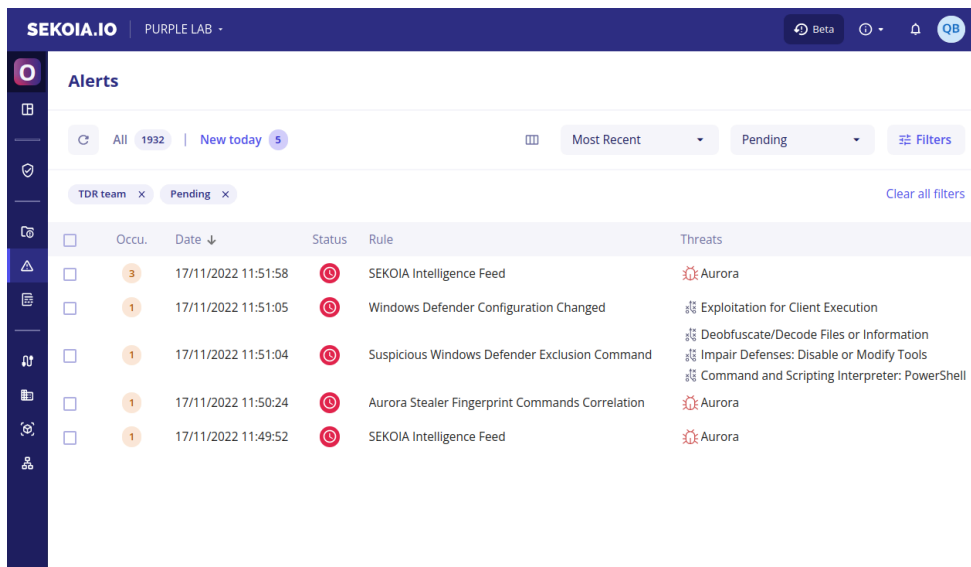 SEKOIA.IO PURPLE LAB Beta QB
Alerts
All 1932 | New today 5 Most Recent Pending Filters
TDR team X Pending X Clear all filters
Occu. Date Status Rule Threats
3 17/11/2022 11:51:58 SEKOIA Intelligence Feed Aurora
1 17/11/2022 11:51:05 Windows Defender Configuration Changed Exploitation for Client Execution
Deobfuscate/Decode Files or Information
1 17/11/2022 11:51:04 Suspicious Windows Defender Exclusion Command Impair Defenses: Disable or Modify Tools
Command and Scripting Interpreter: PowerShell
1 17/11/2022 11:50:24 Aurora Stealer Fingerprint Commands Correlation Aurora
1 17/11/2022 11:49:52 SEKOIA Intelligence Feed Aurora